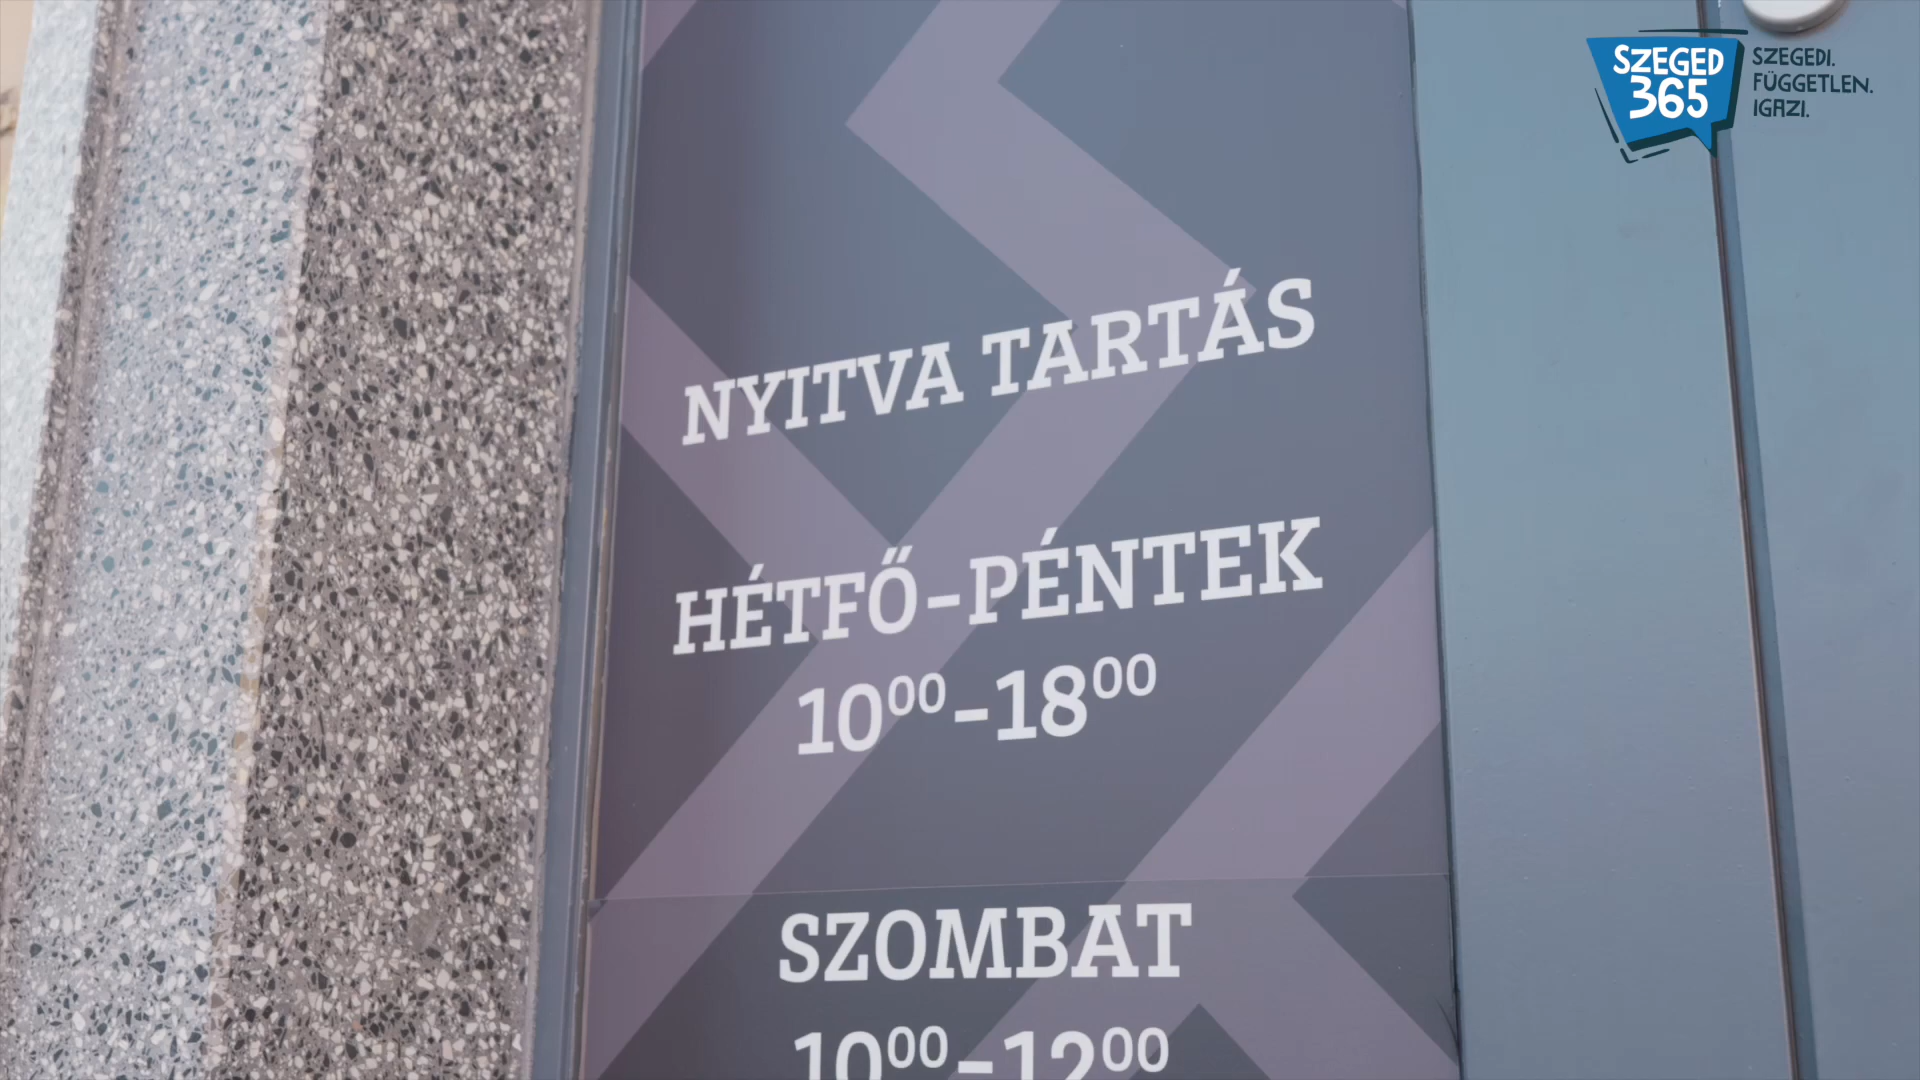 SZEGED
365
SZEGEDI.
FÜGGETLEN.
IGAZI.
NYITVA TARTÁS
HÉTFŐ-PÉNTEK
10⁰⁰-18⁰⁰
SZOMBAT
10⁰⁰-12⁰⁰